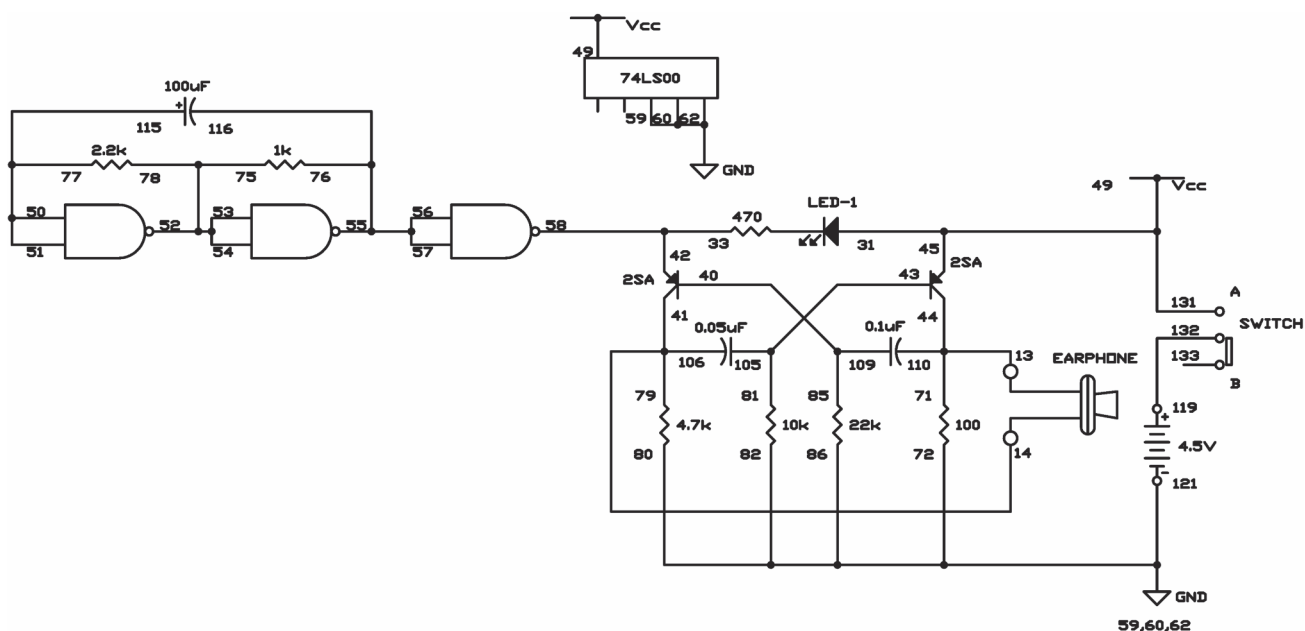 Vcc
49
74LS00
59 60 62
GND
100uF
+
115 116
2.2k 1k
77 78 75 76
50 52 53 55 56 58
51 54 57
LED-1
470
33 31
49 Vcc
42 45
2SA 40 43 2SA
41 44
0.05uF 0.1uF
106 105 109 110
13
EARPHONE
131 A
SWITCH
132
133
B
79 81 85 71
4.7k 10k 22k 100
80 82 86 72
14
119
+
4.5V
-
121
GND
59,60,62